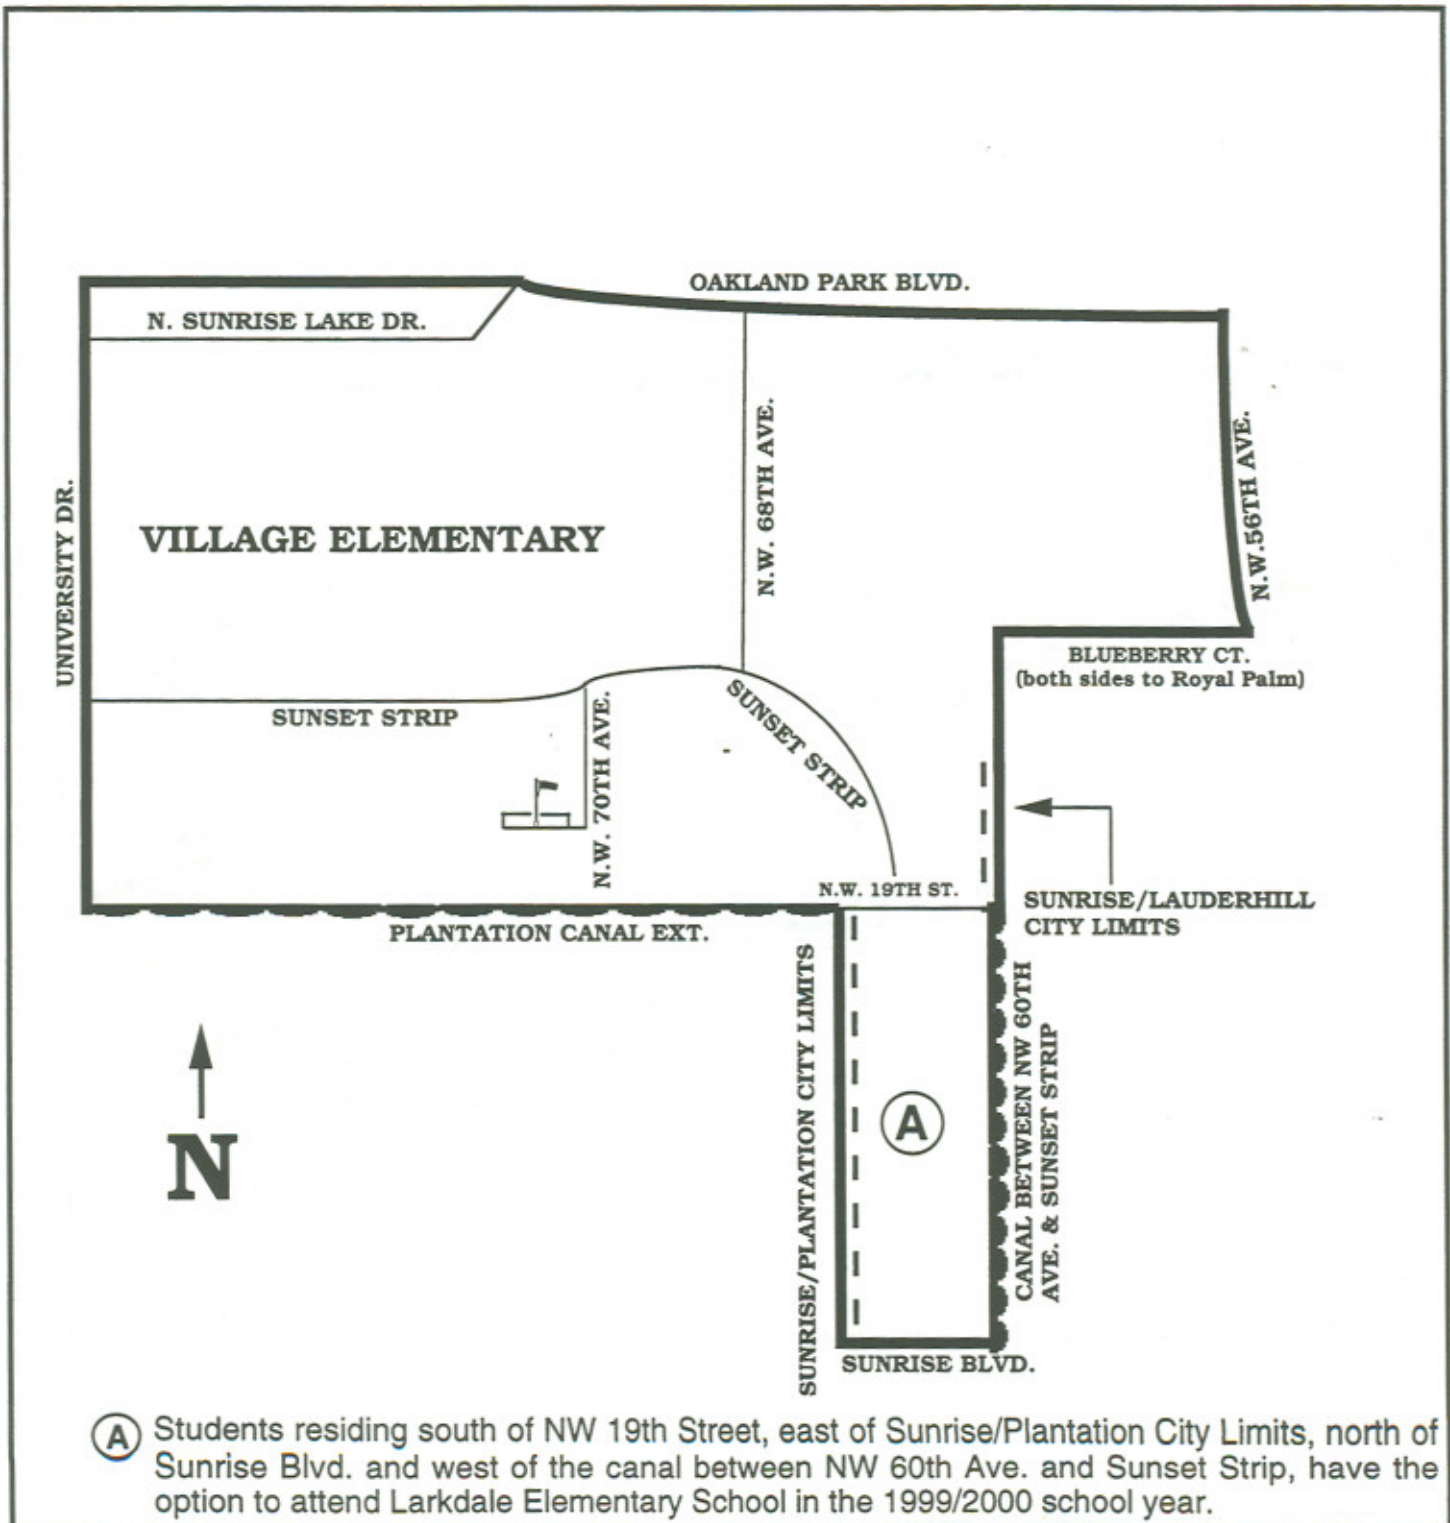 OAKLAND PARK BLVD.
N. SUNRISE LAKE DR.
N.W. 68TH AVE.
N.W.56TH AVE.
UNIVERSITY DR.
VILLAGE ELEMENTARY
BLUEBERRY CT.
(both sides to Royal Palm)
SUNSET STRIP
SUNSET STRIP
N.W. 70TH AVE.
N.W. 19TH ST.
SUNRISE/LAUDERHILL
CITY LIMITS
PLANTATION CANAL EXT.
SUNRISE/PLANTATION CITY LIMITS
CANAL BETWEEN NW 60TH
AVE. & SUNSET STRIP
A
N
SUNRISE BLVD.
A Students residing south of NW 19th Street, east of Sunrise/Plantation City Limits, north of
Sunrise Blvd. and west of the canal between NW 60th Ave. and Sunset Strip, have the
option to attend Larkdale Elementary School in the 1999/2000 school year.